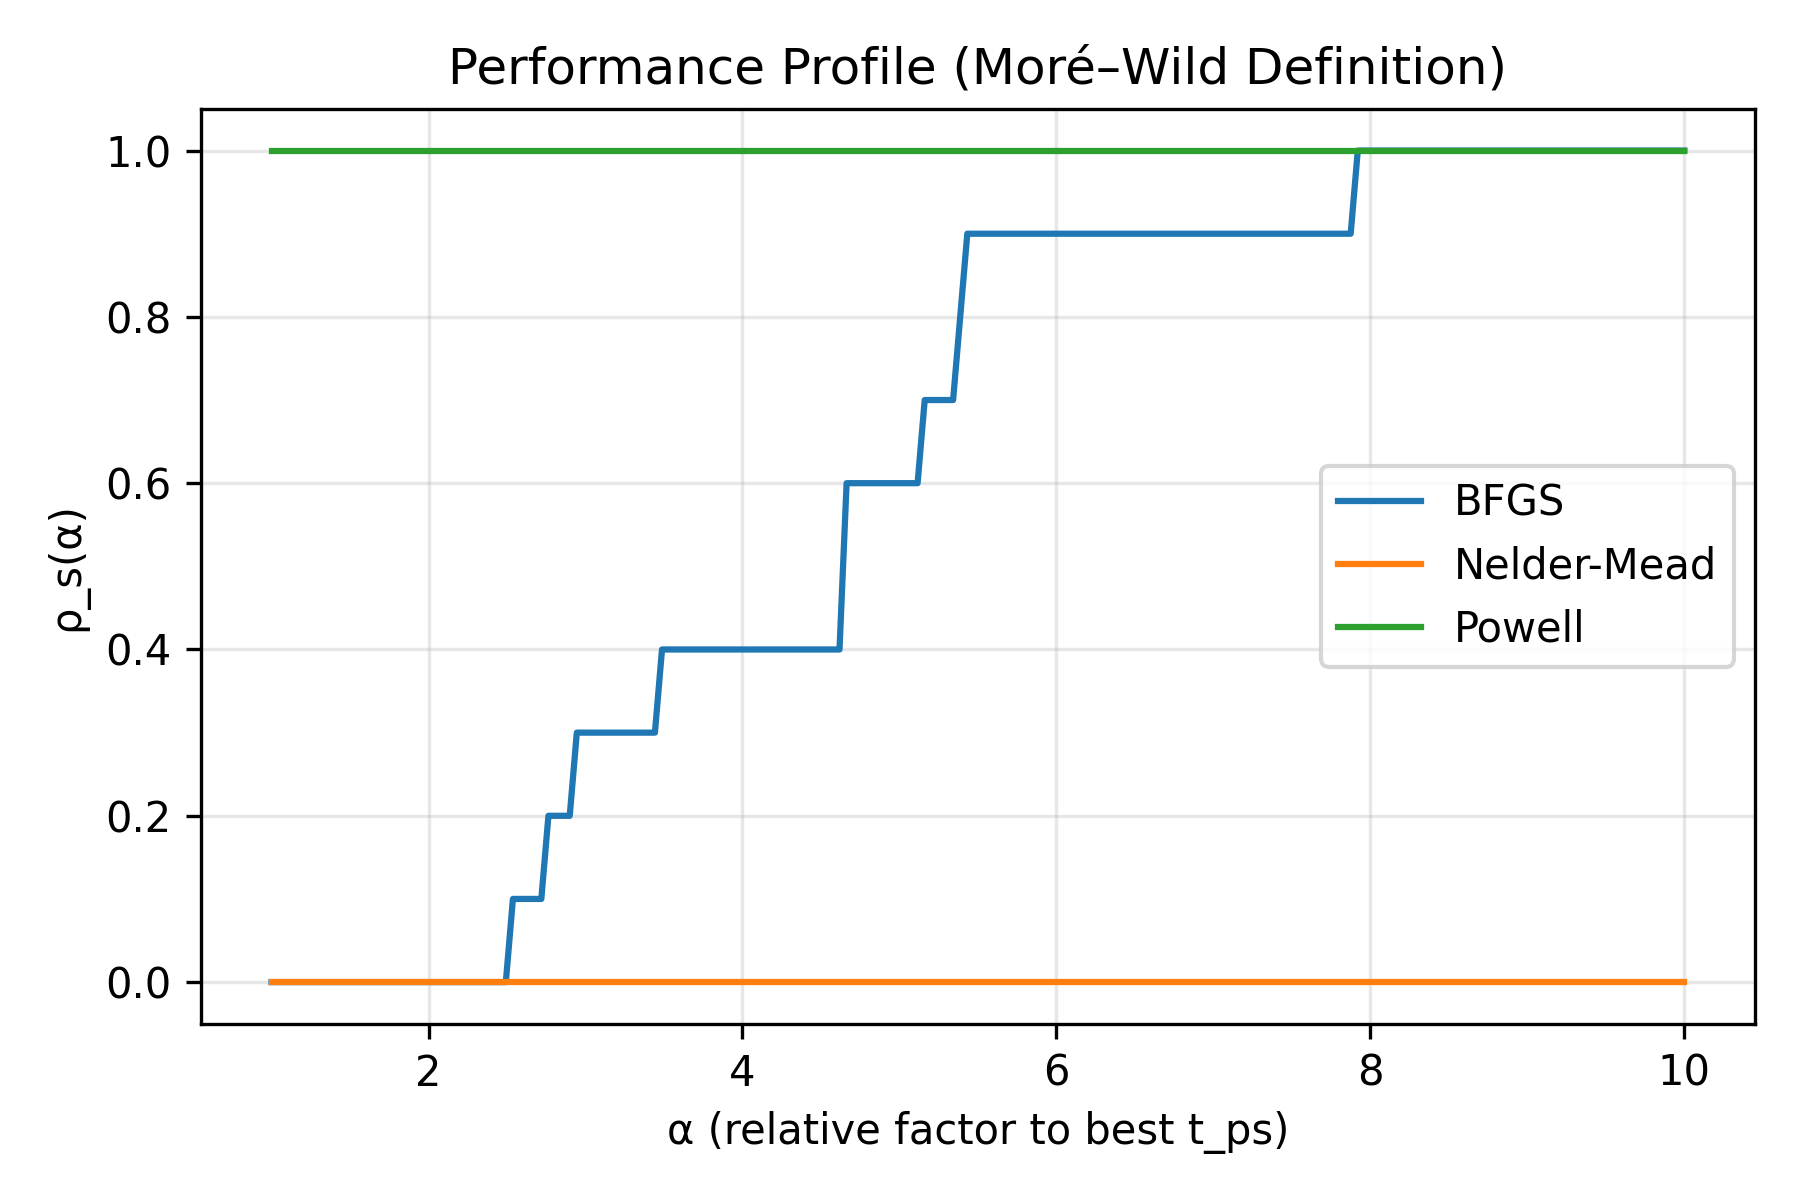 Performance Profile (Moré–Wild Definition)
1.0
0.8
0.6
0.4
0.2
0.0
ρ_s(α)
BFGS
Nelder-Mead
Powell
2 4 6 8 10
α (relative factor to best t_ps)